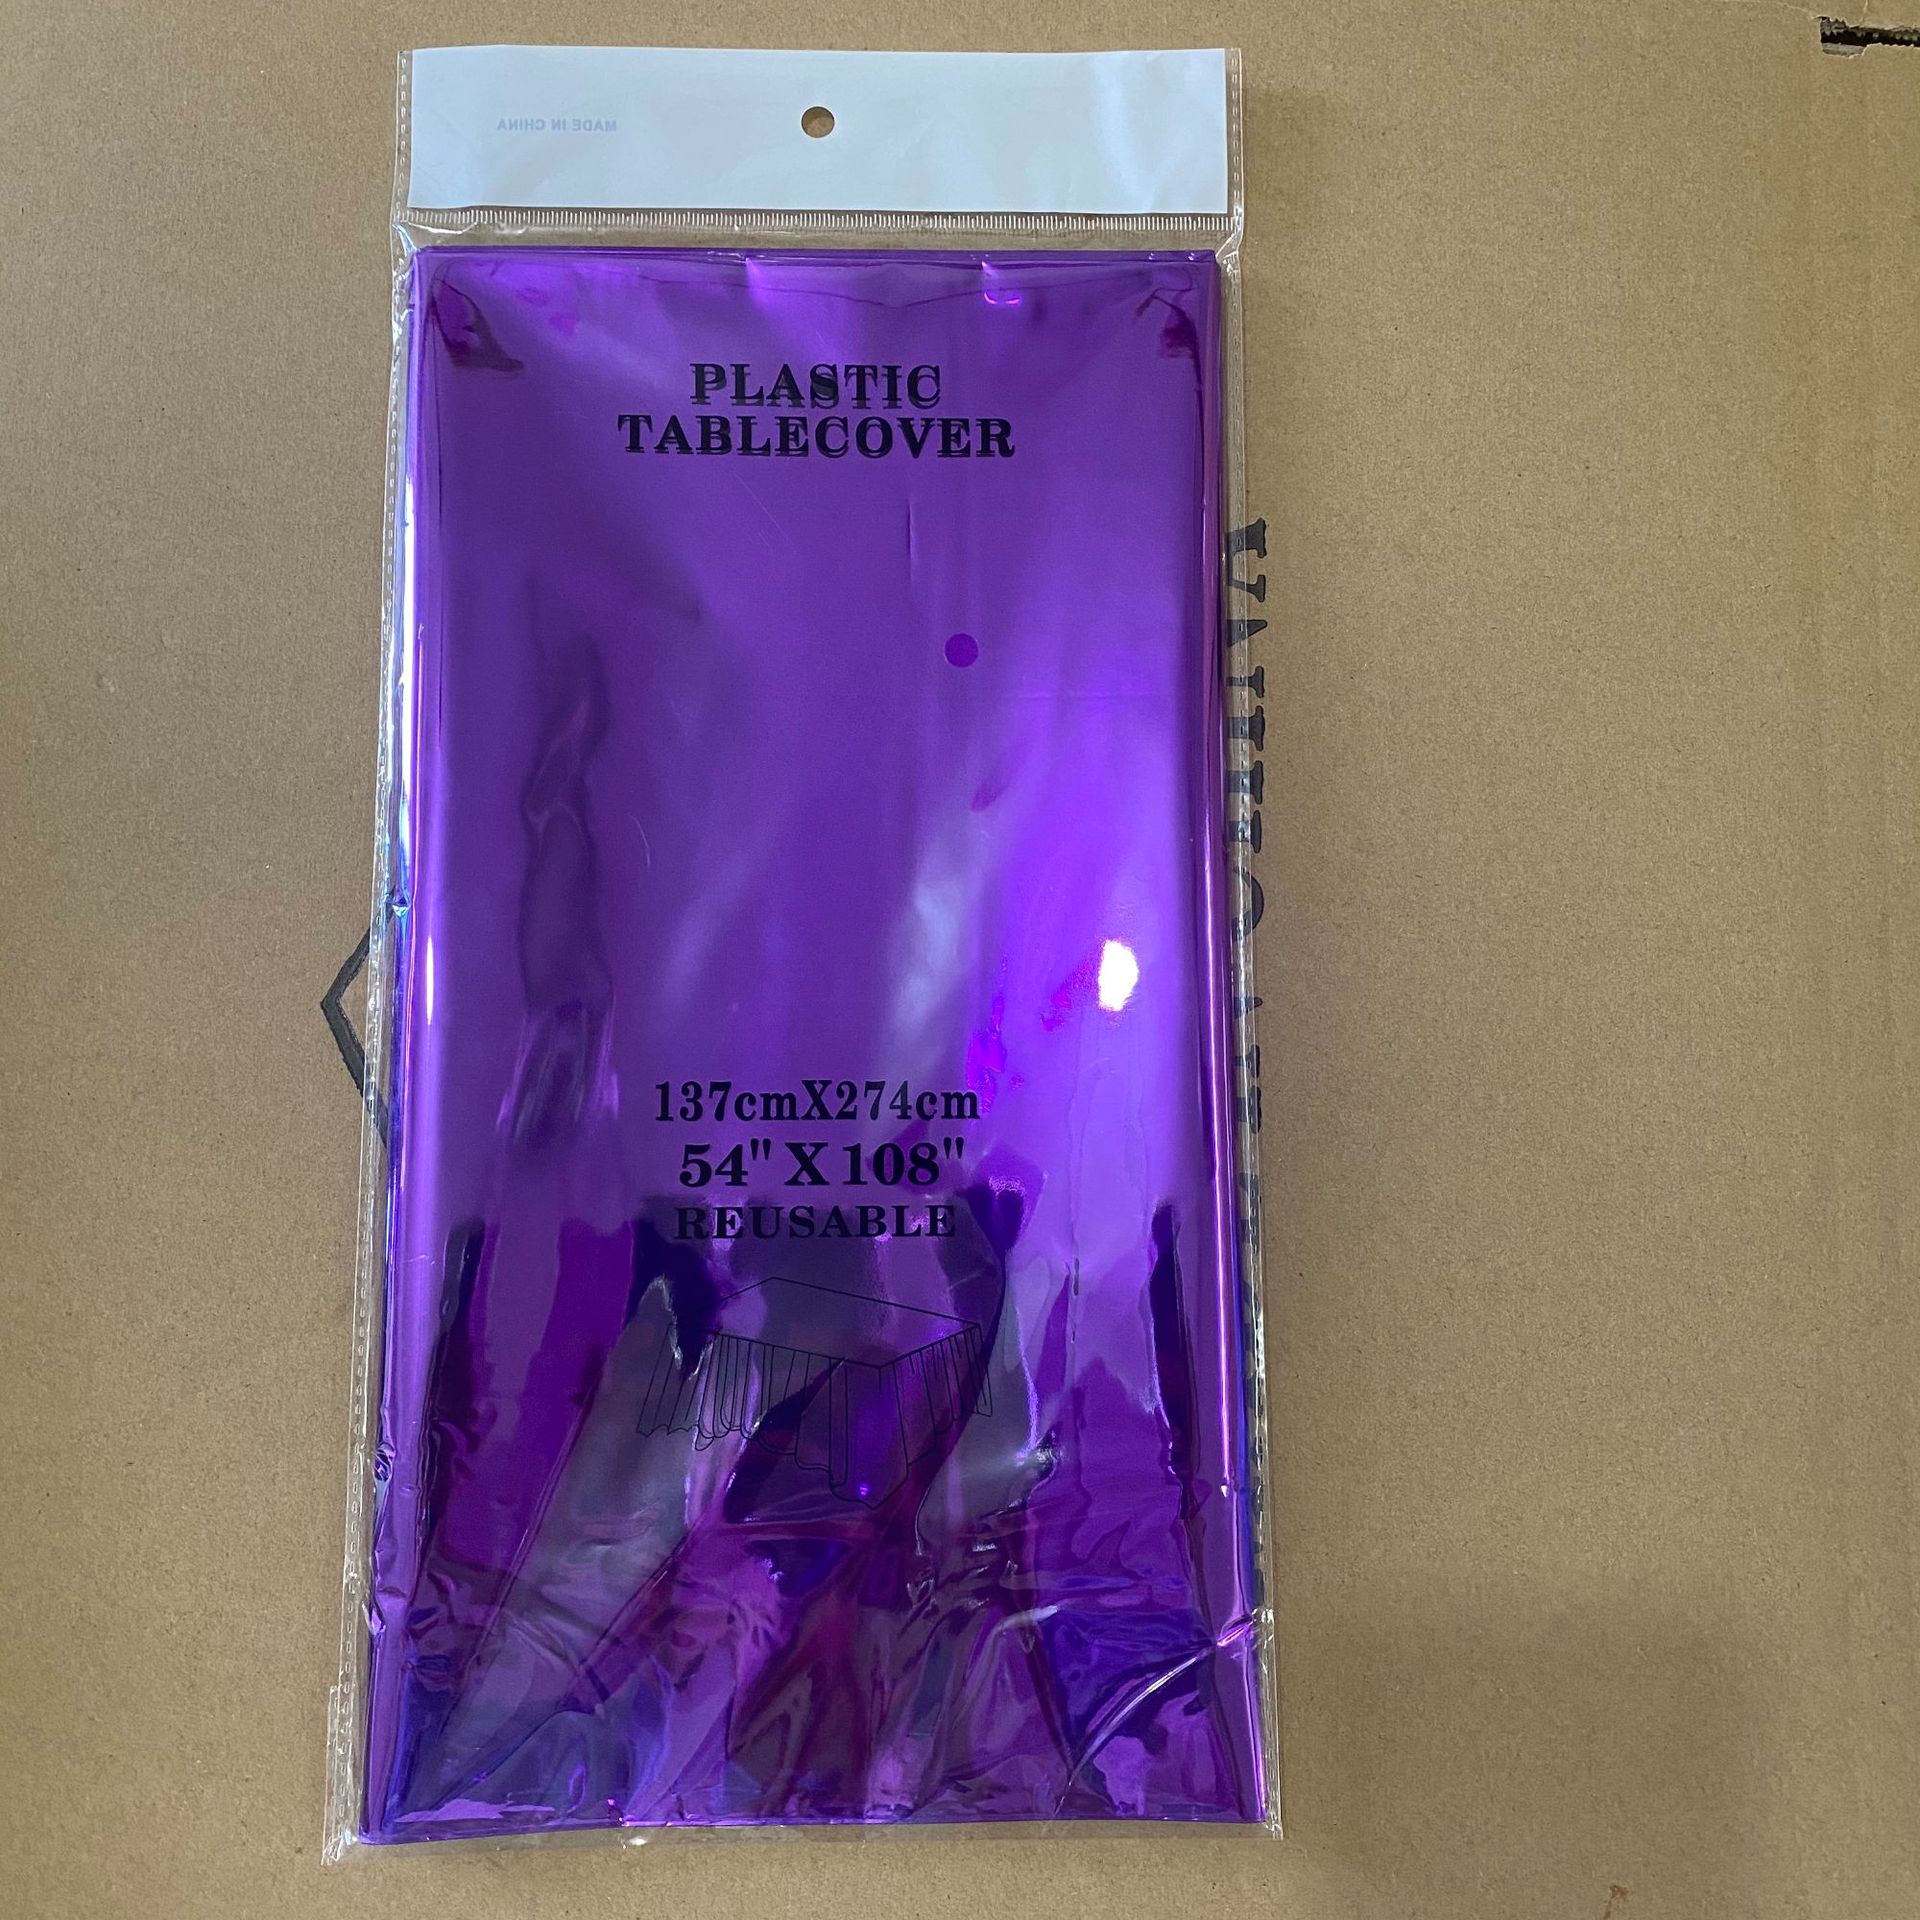 MADE IN CHINA
PLASTIC
TABLECOVER
137cmX274cm
54" X 108"
REUSABLE